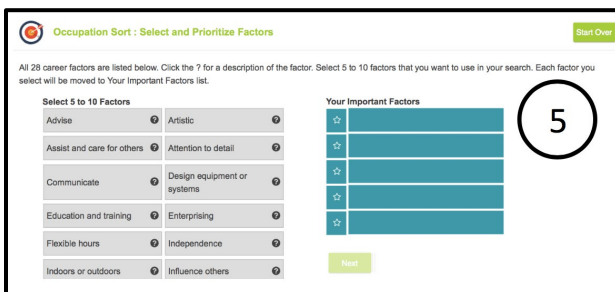 Occupation Sort : Select and Prioritize Factors
Start Over
All 28 career factors are listed below. Click the ? for a description of the factor. Select 5 to 10 factors that you want to use in your search. Each factor you
select will be moved to Your Important Factors list.
Select 5 to 10 Factors
Advise ? Artistic ?
Assist and care for others ? Attention to detail ?
Communicate ? Design equipment or
systems ?
Education and training ? Enterprising ?
Flexible hours ? Independence ?
Indoors or outdoors ? Influence others ?
Your Important Factors
Next
5